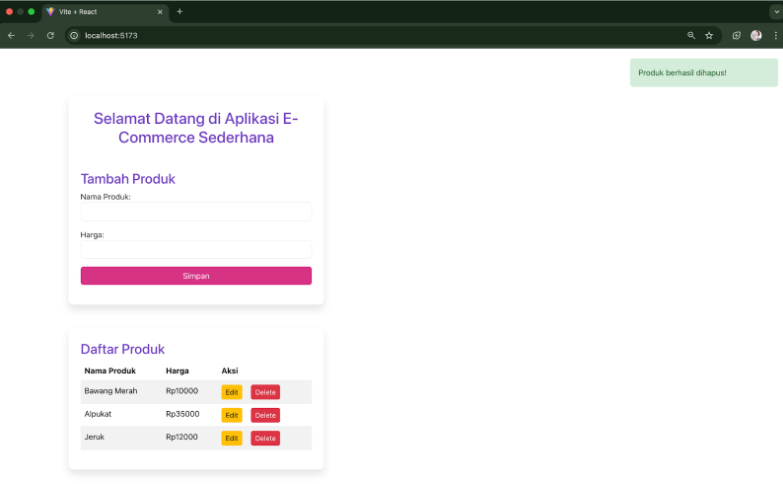 Vite + React
localhost:5173
Produk berhasil dihapus!
Selamat Datang di Aplikasi E-
Commerce Sederhana
Tambah Produk
Nama Produk:
Harga:
Simpan
Daftar Produk
Nama Produk Harga Aksi
Bawang Merah Rp10000 Edit Delete
Alpukat Rp35000 Edit Delete
Jeruk Rp12000 Edit Delete